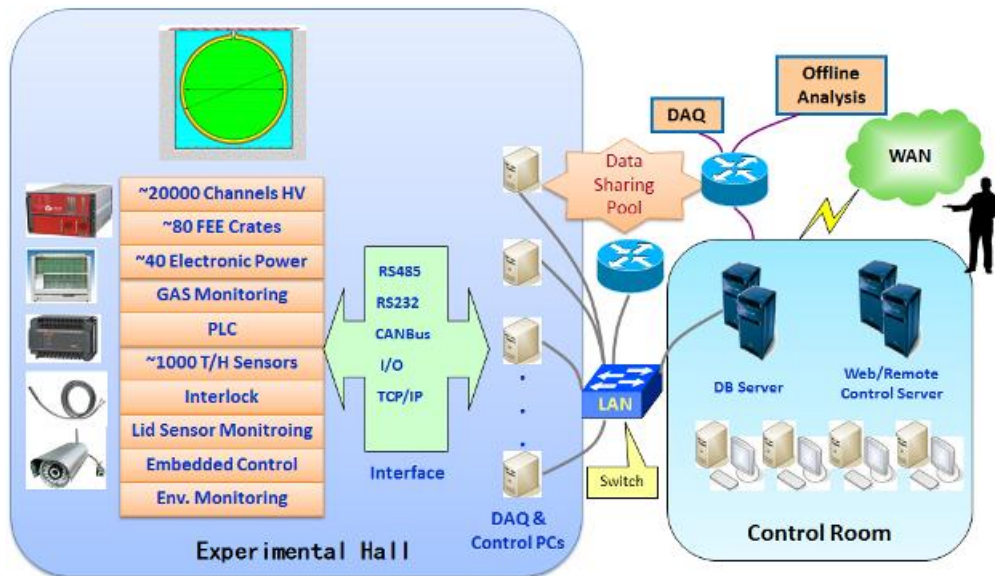 ~20000 Channels HV
~80 FEE Crates
~40 Electronic Power
GAS Monitoring
PLC
~1000 T/H Sensors
Interlock
Lid Sensor Monitroing
Embedded Control
Env. Monitoring
RS485
RS232
CANBus
I/O
TCP/IP
Interface
DAQ &
Control PCs
Experimental Hall
Data
Sharing
Pool
DAQ
Offline
Analysis
WAN
LAN
Switch
DB Server
Web/Remote
Control Server
Control Room